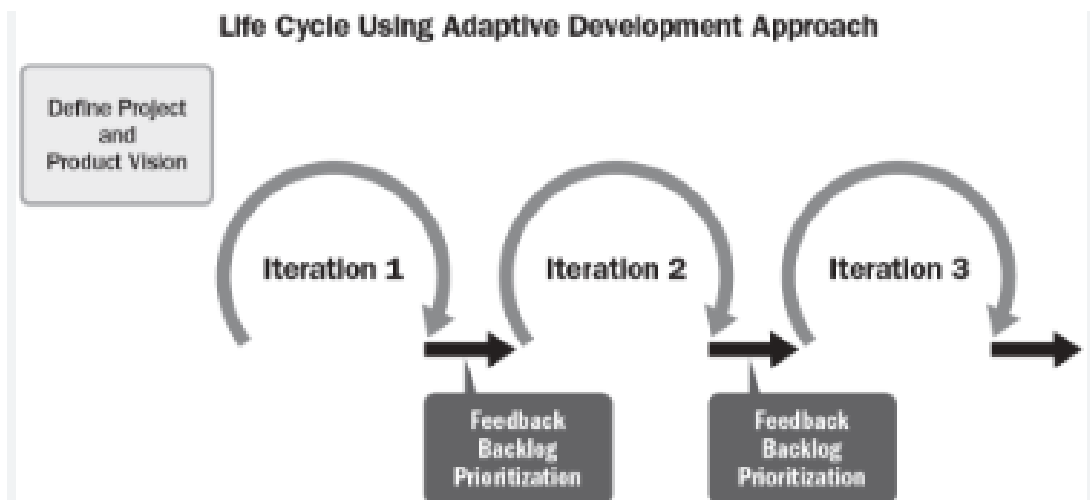 Life Cycle Using Adaptive Development Approach
Define Project
and
Product Vision
Iteration 1
Iteration 2
Iteration 3
Feedback
Backlog
Prioritization
Feedback
Backlog
Prioritization